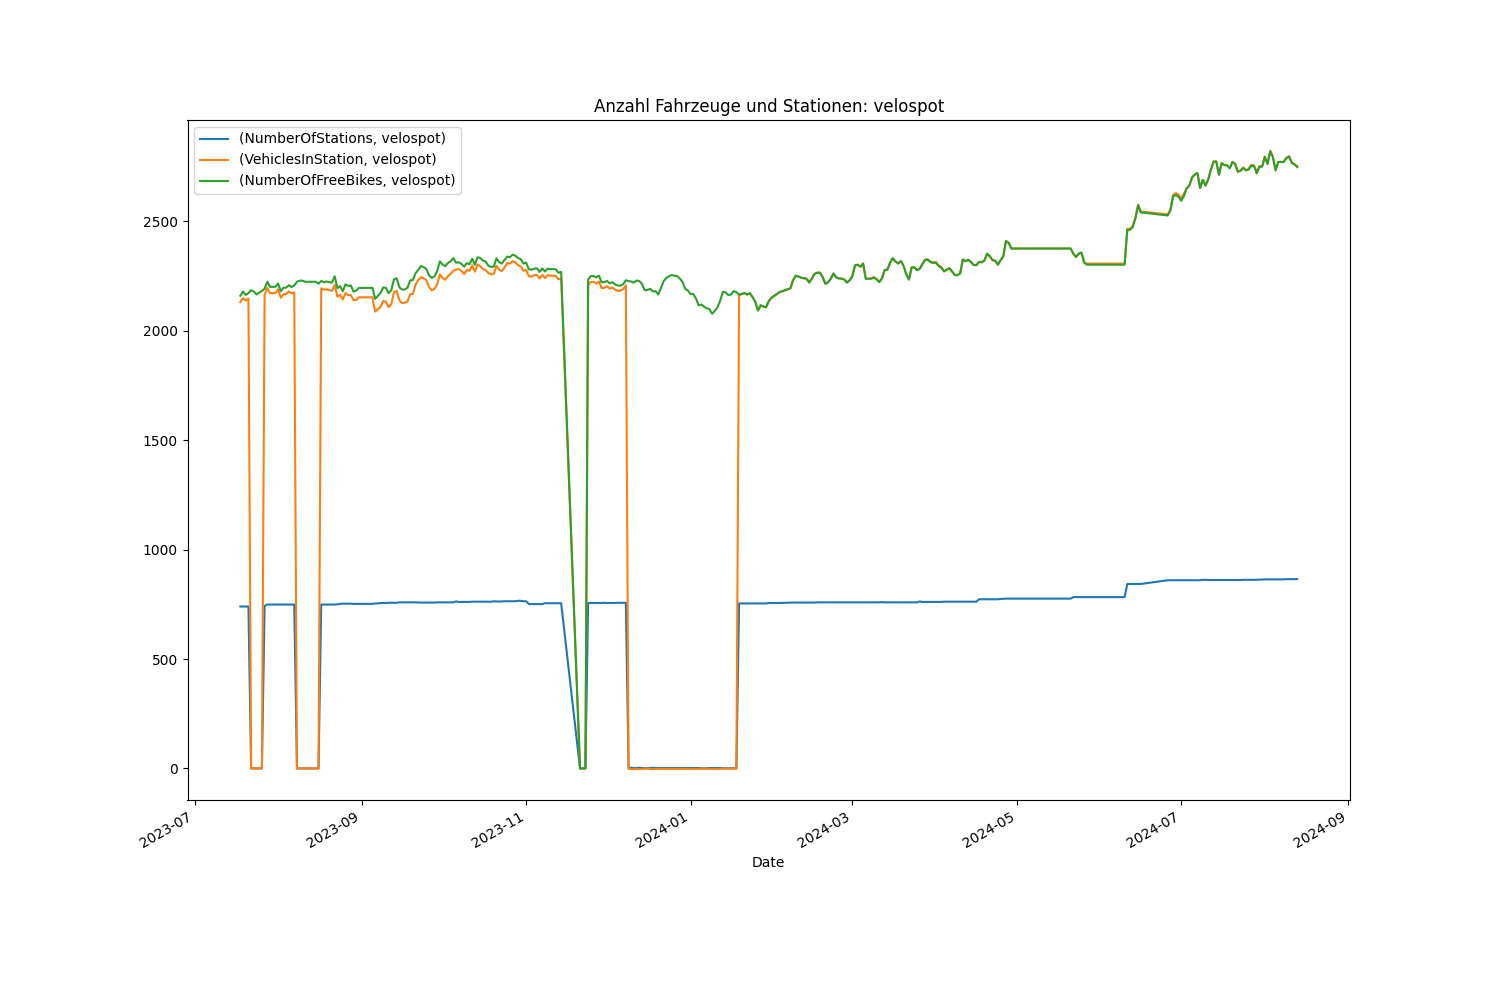 Anzahl Fahrzeuge und Stationen: velospot
(NumberOfStations, velospot)
(VehiclesInStation, velospot)
(NumberOfFreeBikes, velospot)
2500
2000
1500
1000
500
0
2023-07
2023-09
2023-11
2024-01
2024-03
2024-05
2024-07
2024-09
Date